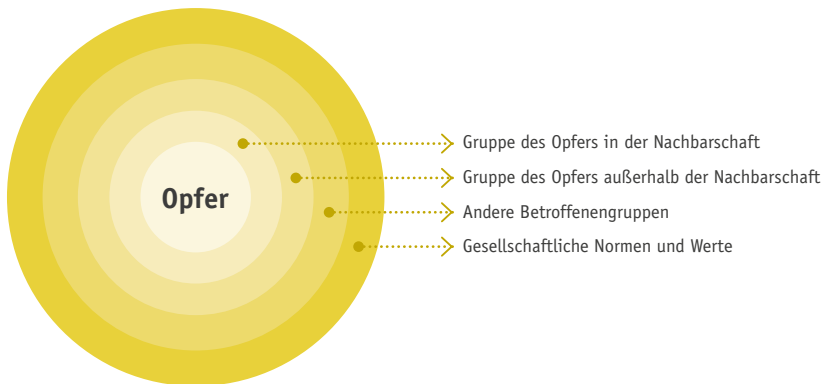 Gruppe des Opfers in der Nachbarschaft
Gruppe des Opfers außerhalb der Nachbarschaft
Opfer
Andere Betroffenengruppen
Gesellschaftliche Normen und Werte